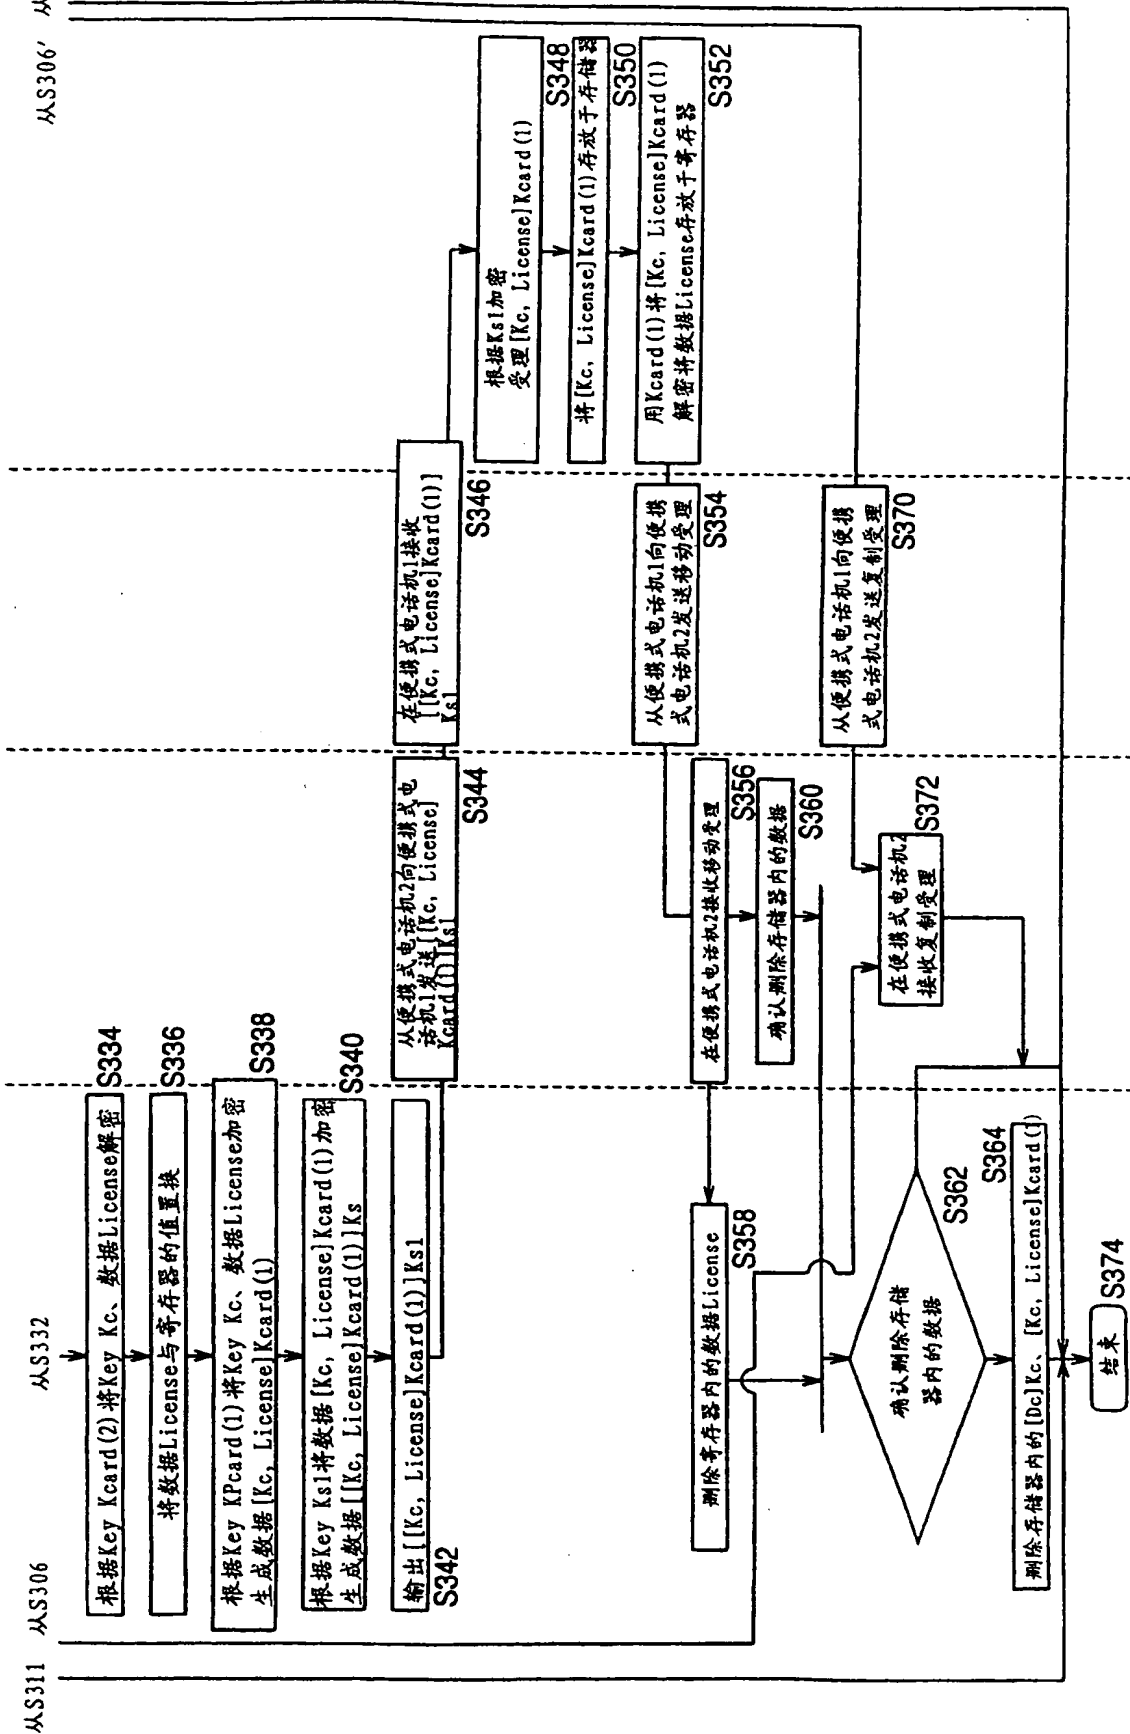 从S311
从S306
从S332
从S306′
从
根据Key Kcard(2)将Key Kc、数据License解密
S334
将数据License与寄存器的值置换
S336
根据Key KPcard(1)将Key Kc、数据License加密
生成数据[Kc, License]Kcard(1)
S338
根据Key Ks1将数据[Kc, License]Kcard(1)加密
生成数据[[Kc, License]Kcard(1)]Ks
S340
输出[[Kc, License]Kcard(1)]Ks1
S342
从便携式电话机2向便携式电
话机1发送[[Kc, License]
Kcard(1)]Ks1
S344
在便携式电话机1接收
[[Kc, License]Kcard(1)]
Ks1
S346
根据Ks1加密
受理[Kc, License]Kcard(1)
S348
将[Kc, License]Kcard(1)存放于存储器
S350
用Kcard(1)将[Kc, License]Kcard(1)
解密将数据License存放于寄存器
S352
从便携式电话机1向便携
式电话机2发送移动受理
S354
在便携式电话机2接收移动受理
S356
删除寄存器内的数据License
S358
确认删除存储器内的数据
S360
确认删除存储
器内的数据
S362
删除存储器内的[Dc]Kc、[Kc, License]Kcard(1)
S364
从便携式电话机1向便携
式电话机2发送复制受理
S370
在便携式电话机2
接收复制受理
S372
结束
S374